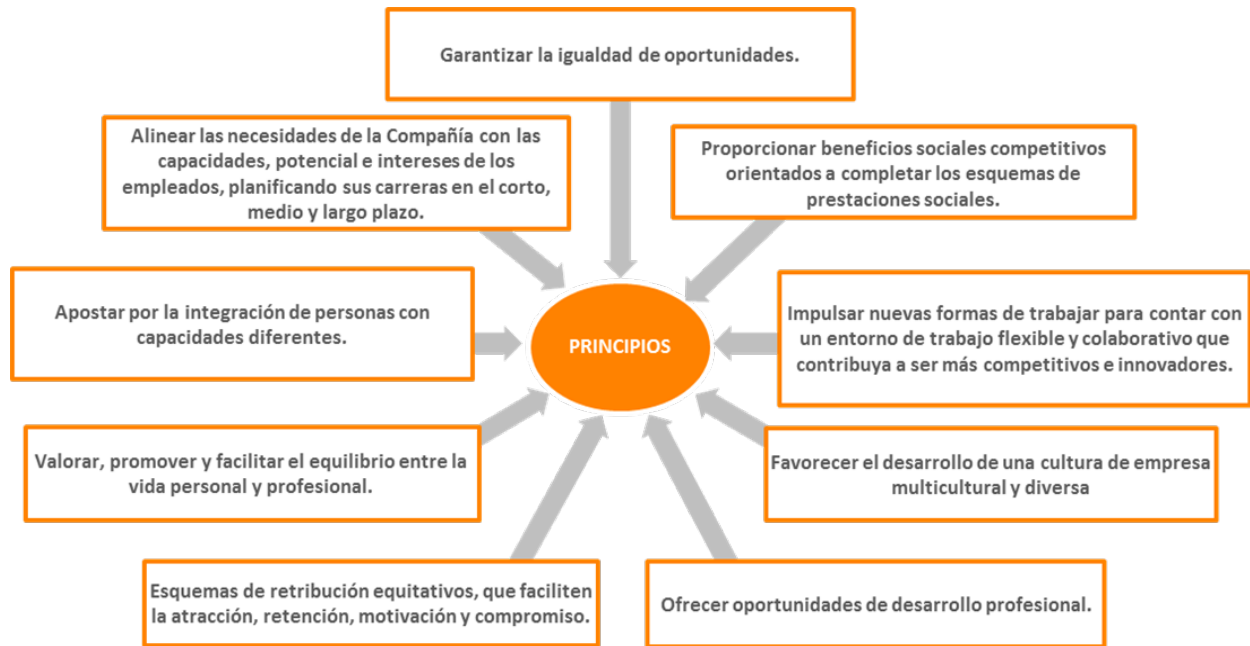 Garantizar la igualdad de oportunidades.
Alinear las necesidades de la Compañía con las
capacidades, potencial e intereses de los
empleados, planificando sus carreras en el corto,
medio y largo plazo.
Proporcionar beneficios sociales competitivos
orientados a completar los esquemas de
prestaciones sociales.
Apostar por la integración de personas con
capacidades diferentes.
PRINCIPIOS
Impulsar nuevas formas de trabajar para contar con
un entorno de trabajo flexible y colaborativo que
contribuya a ser más competitivos e innovadores.
Valorar, promover y facilitar el equilibrio entre la
vida personal y profesional.
Favorecer el desarrollo de una cultura de empresa
multicultural y diversa
Esquemas de retribución equitativos, que faciliten
la atracción, retención, motivación y compromiso.
Ofrecer oportunidades de desarrollo profesional.